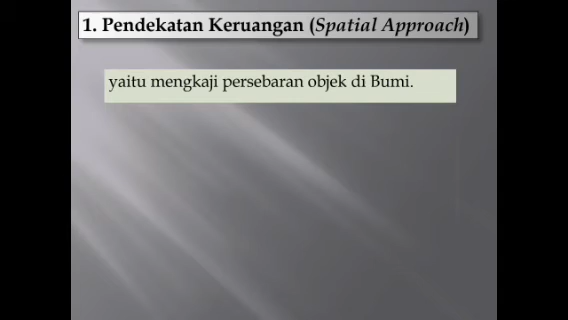 1. Pendekatan Keruangan (Spatial Approach)
yaitu mengkaji persebaran objek di Bumi.